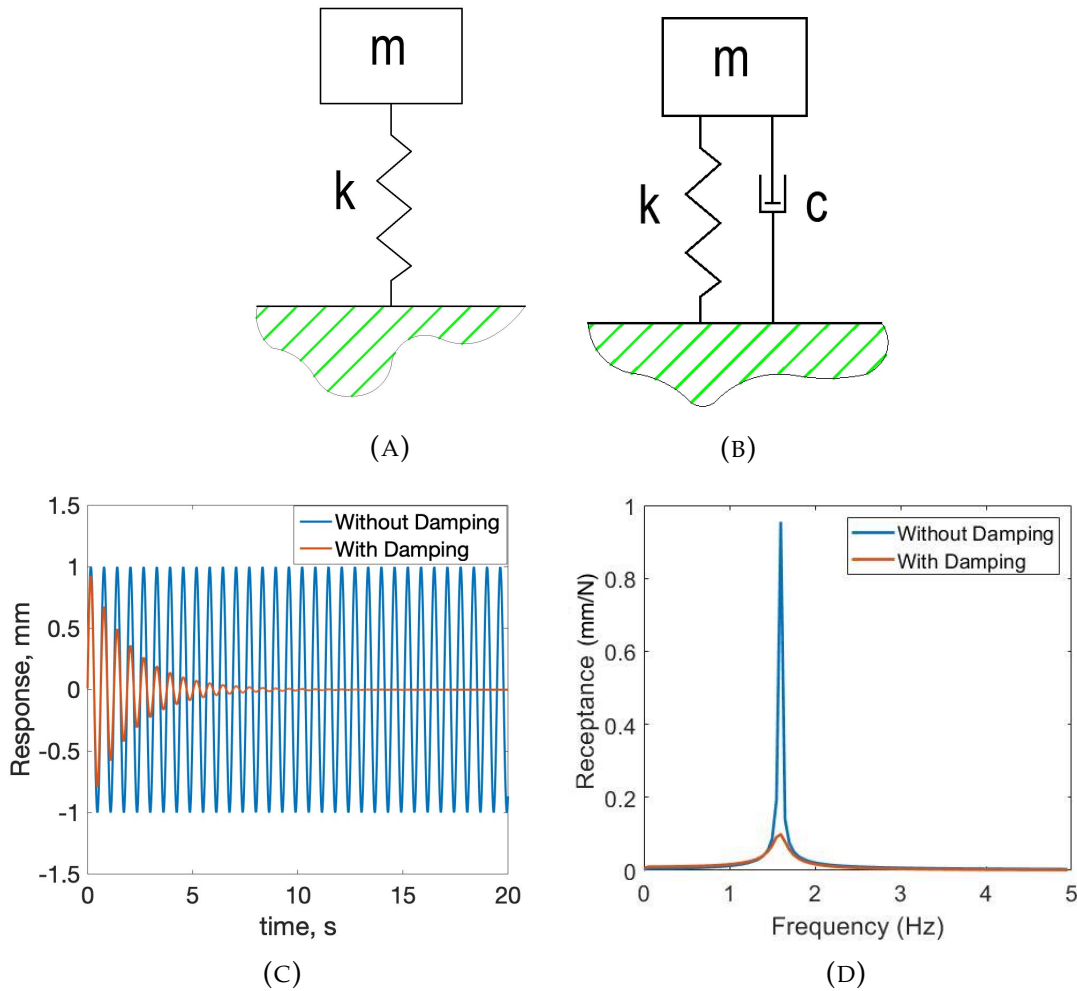 m
k
(A)
m
k
c
(B)
1.5
1
0.5
0
-0.5
-1
-1.5
Response, mm
Without Damping
With Damping
0 5 10 15 20
time, s
(C)
1
0.8
0.6
0.4
0.2
0
Receptance (mm/N)
Without Damping
With Damping
0 1 2 3 4 5
Frequency (Hz)
(D)